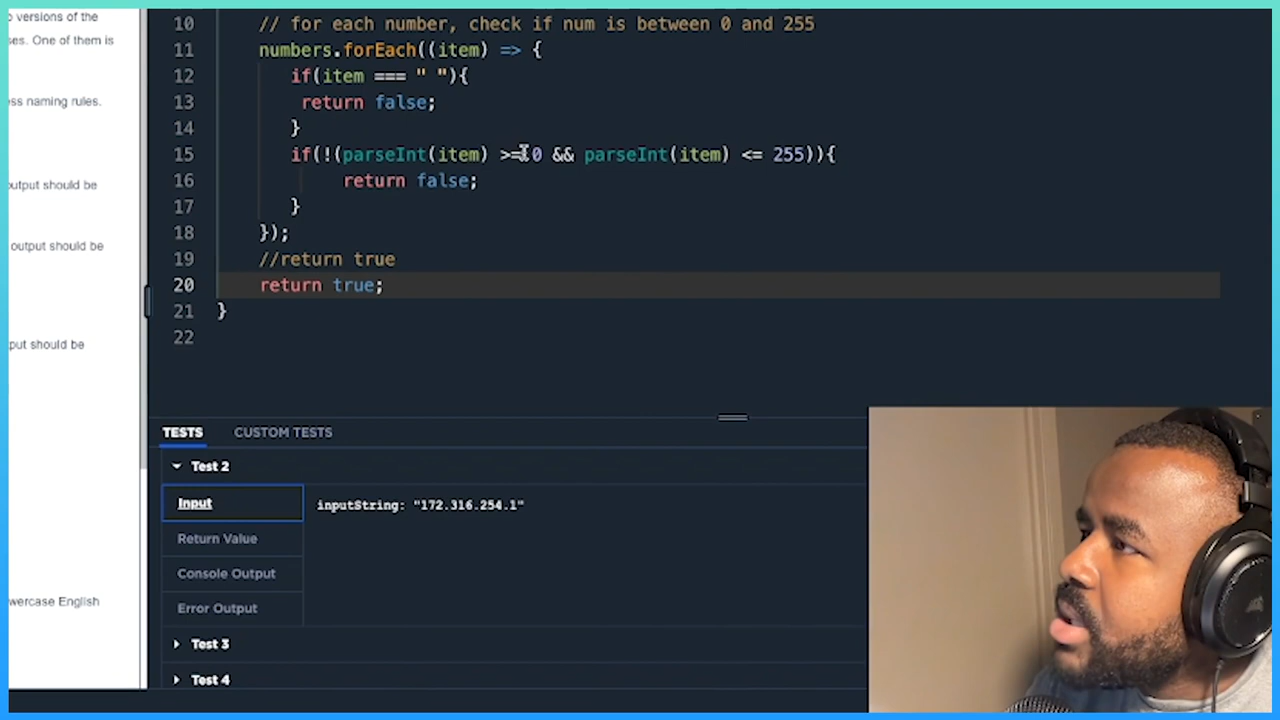 o versions of the
ses. One of them is
ess naming rules.
output should be
output should be
put should be
wercase English
10 // for each number, check if num is between 0 and 255
11 numbers.forEach((item) => {
12 if(item === " "){
13 return false;
14 }
15 if(!(parseInt(item) >= 0 && parseInt(item) <= 255)){
16 return false;
17 }
18 });
19 //return true
20 return true;
21 }
22
TESTS CUSTOM TESTS
Test 2
Input inputString: "172.316.254.1"
Return Value
Console Output
Error Output
Test 3
Test 4